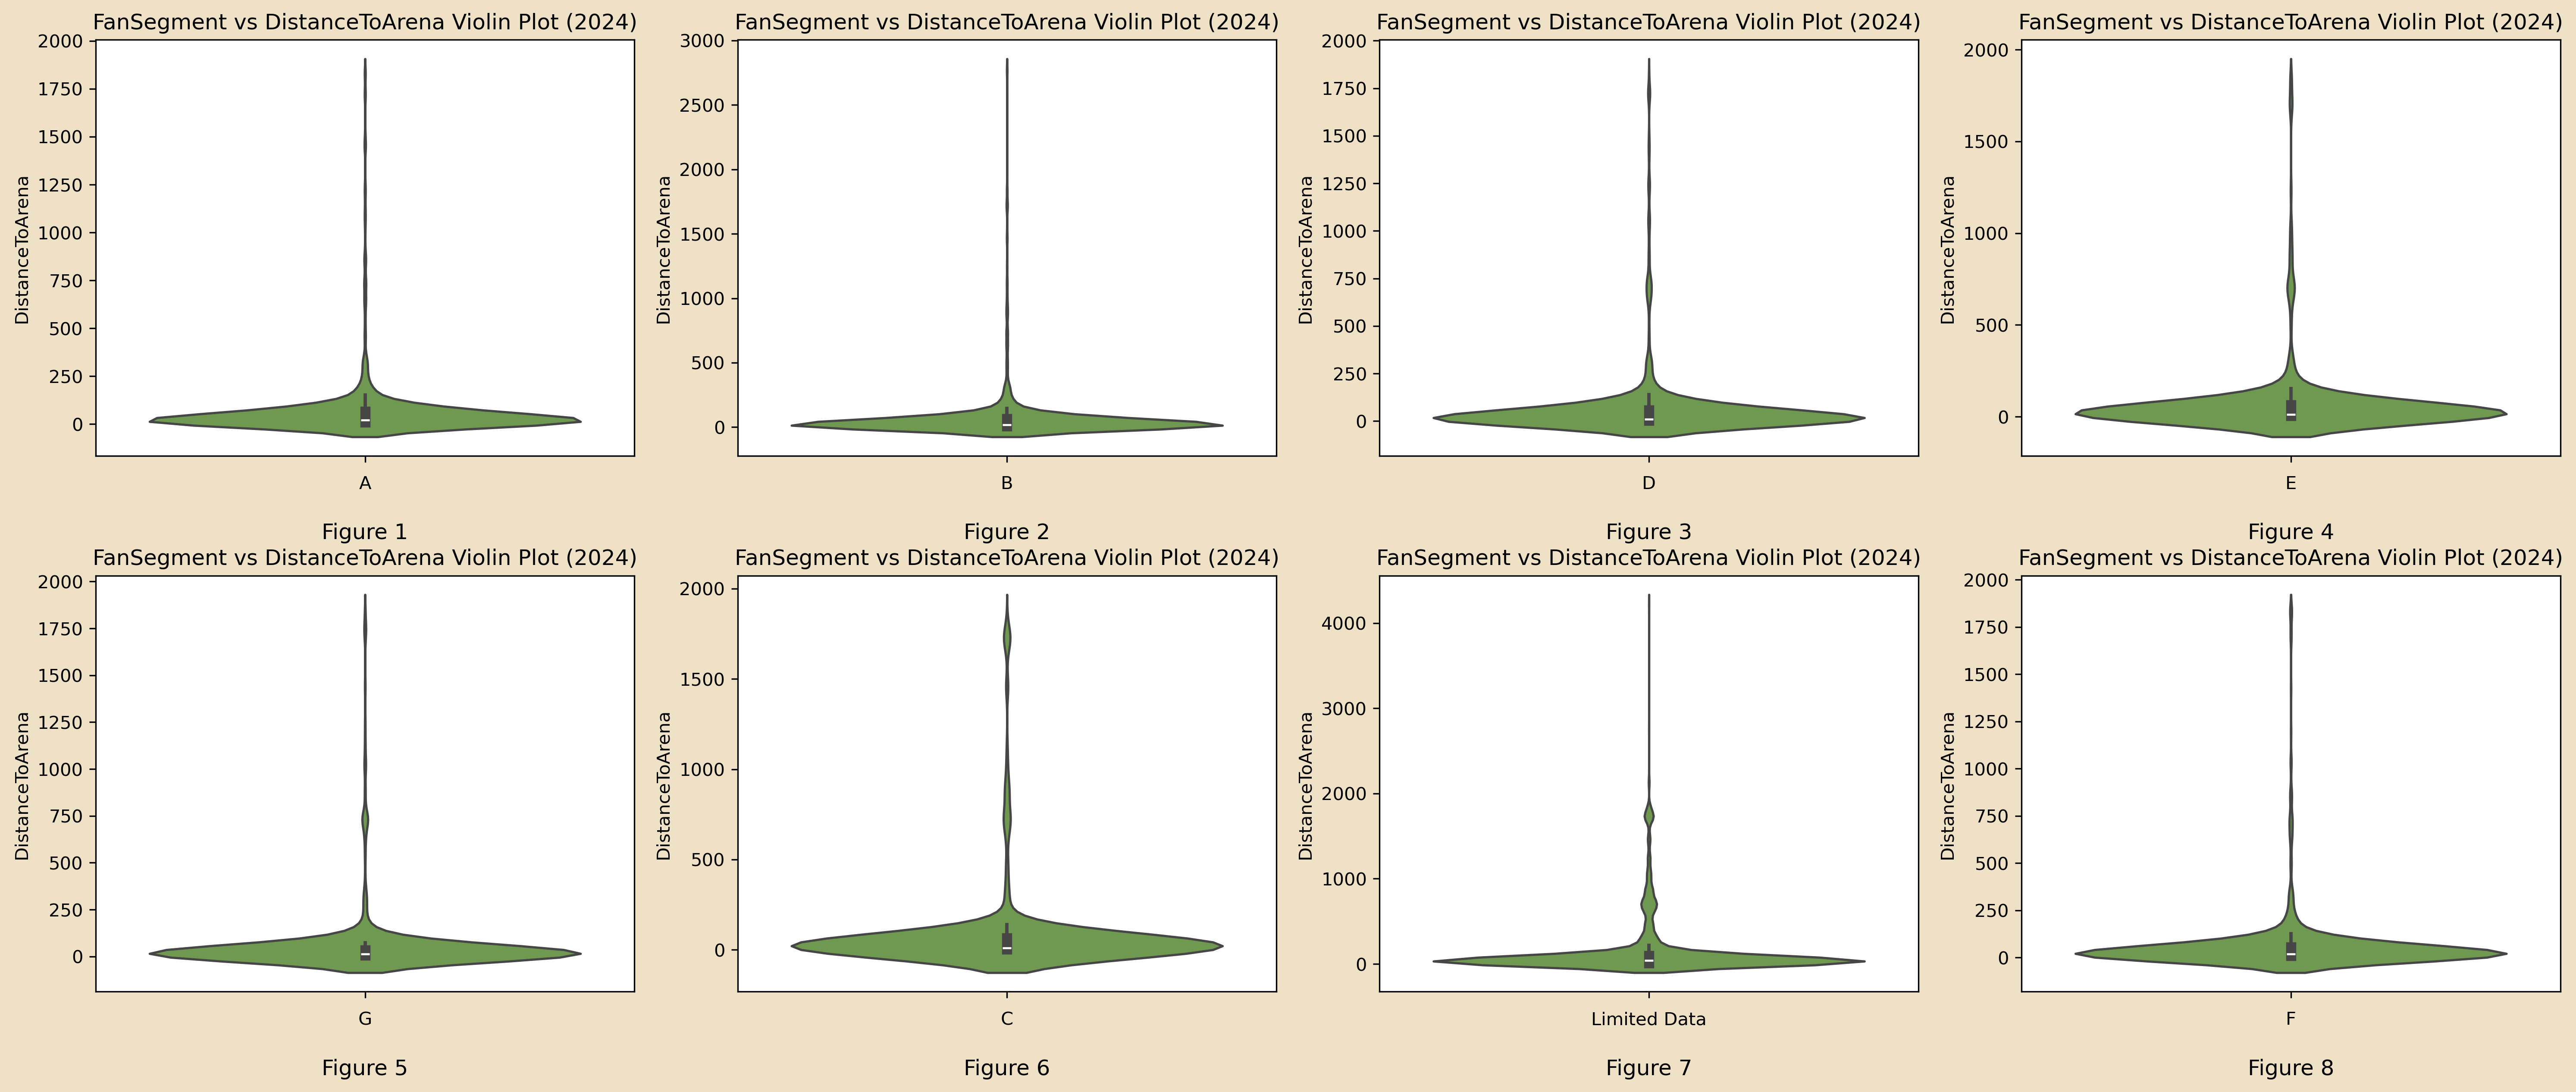 FanSegment vs DistanceToArena Violin Plot (2024)
DistanceToArena
2000
1750
1500
1250
1000
750
500
250
0
A
Figure 1
FanSegment vs DistanceToArena Violin Plot (2024)
DistanceToArena
3000
2500
2000
1500
1000
500
0
B
Figure 2
FanSegment vs DistanceToArena Violin Plot (2024)
DistanceToArena
2000
1750
1500
1250
1000
750
500
250
0
D
Figure 3
FanSegment vs DistanceToArena Violin Plot (2024)
DistanceToArena
2000
1500
1000
500
0
E
Figure 4
FanSegment vs DistanceToArena Violin Plot (2024)
DistanceToArena
2000
1750
1500
1250
1000
750
500
250
0
G
Figure 5
FanSegment vs DistanceToArena Violin Plot (2024)
DistanceToArena
2000
1500
1000
500
0
C
Figure 6
FanSegment vs DistanceToArena Violin Plot (2024)
DistanceToArena
4000
3000
2000
1000
0
Limited Data
Figure 7
FanSegment vs DistanceToArena Violin Plot (2024)
DistanceToArena
2000
1750
1500
1250
1000
750
500
250
0
F
Figure 8